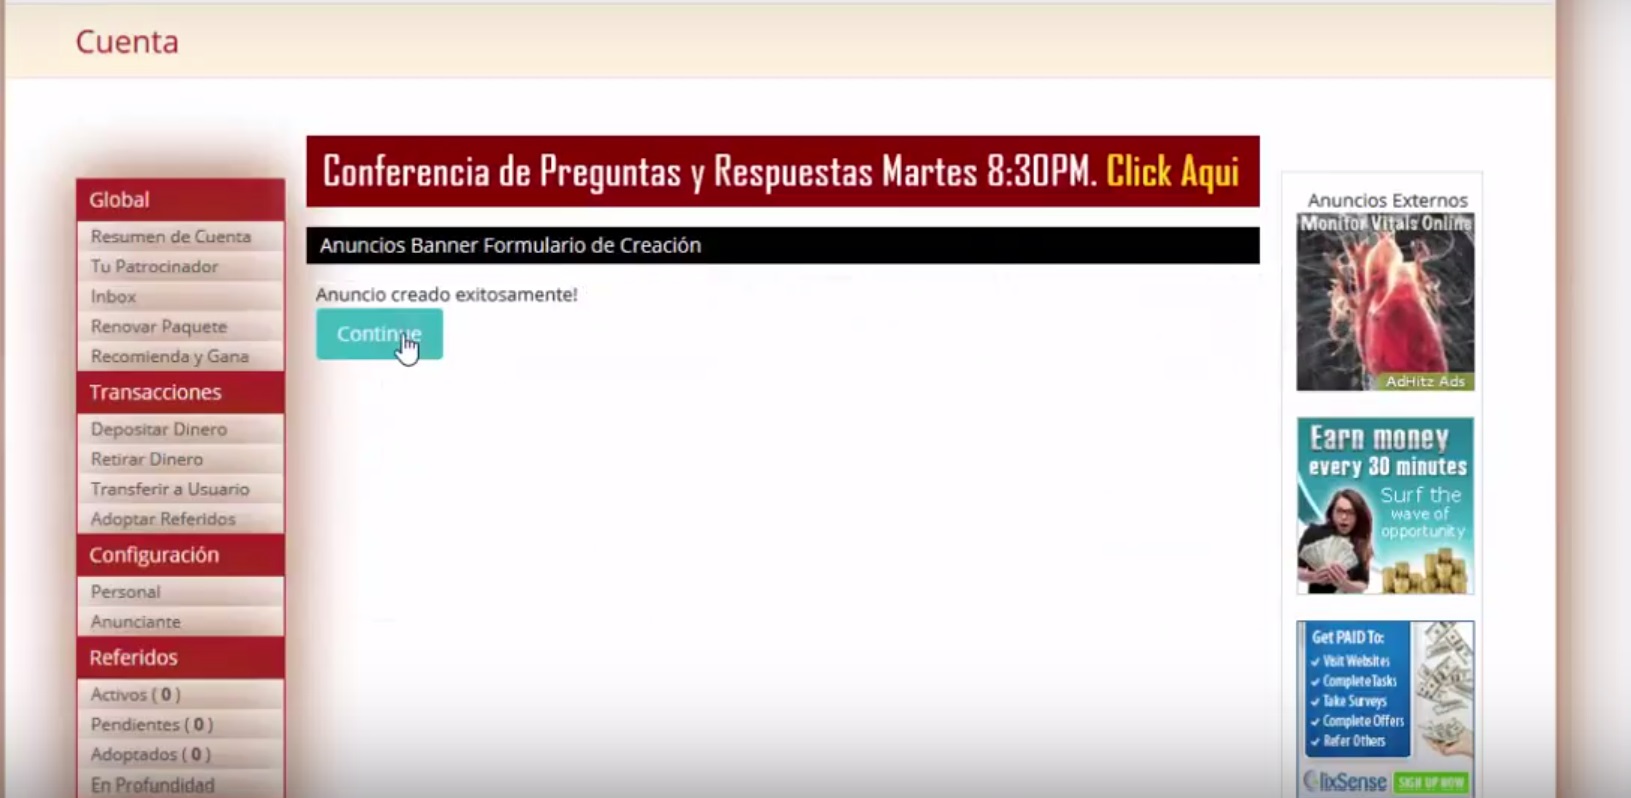 Cuenta
Conferencia de Preguntas y Respuestas Martes 8:30PM. Click Aqui
Anuncios Banner Formulario de Creación
Anuncio creado exitosamente!
Continue
Global
Resumen de Cuenta
Tu Patrocinador
Inbox
Renovar Paquete
Recomienda y Gana
Transacciones
Depositar Dinero
Retirar Dinero
Transferir a Usuario
Adoptar Referidos
Configuración
Personal
Anunciante
Referidos
Activos ( 0 )
Pendientes ( 0 )
Adoptados ( 0 )
En Profundidad
Anuncios Externos
Monitor Vitals Online
AdHitz Ads
Earn money
every 30 minutes
Surf the
wave of
opportunity
Get PAID To:
✓ Visit Websites
✓ Complete Tasks
✓ Take Surveys
✓ Complete Offers
✓ Refer Others
ClixSense
SIGN UP NOW